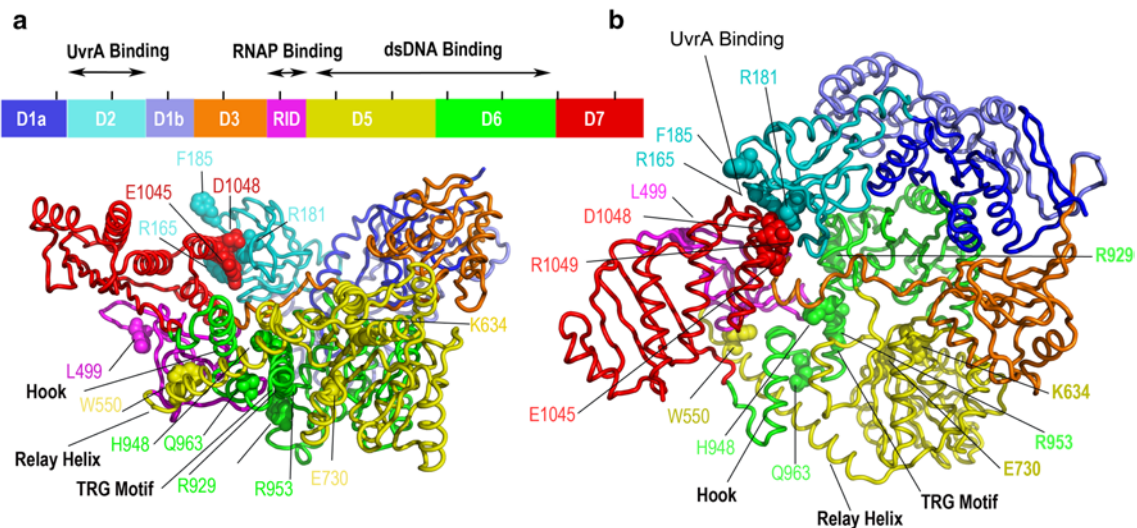 a
UvrA Binding
RNAP Binding
dsDNA Binding
D1a D2 D1b D3 RID D5 D6 D7
F185
E1045
D1048
R165
R181
K634
L499
Hook
W550
H948
Q963
Relay Helix
E730
TRG Motif
R929
R953
b
UvrA Binding
R181
F185
R165
L499
D1048
R1049
R929
E1045
W550
K634
H948
R953
Q963
E730
Hook
TRG Motif
Relay Helix